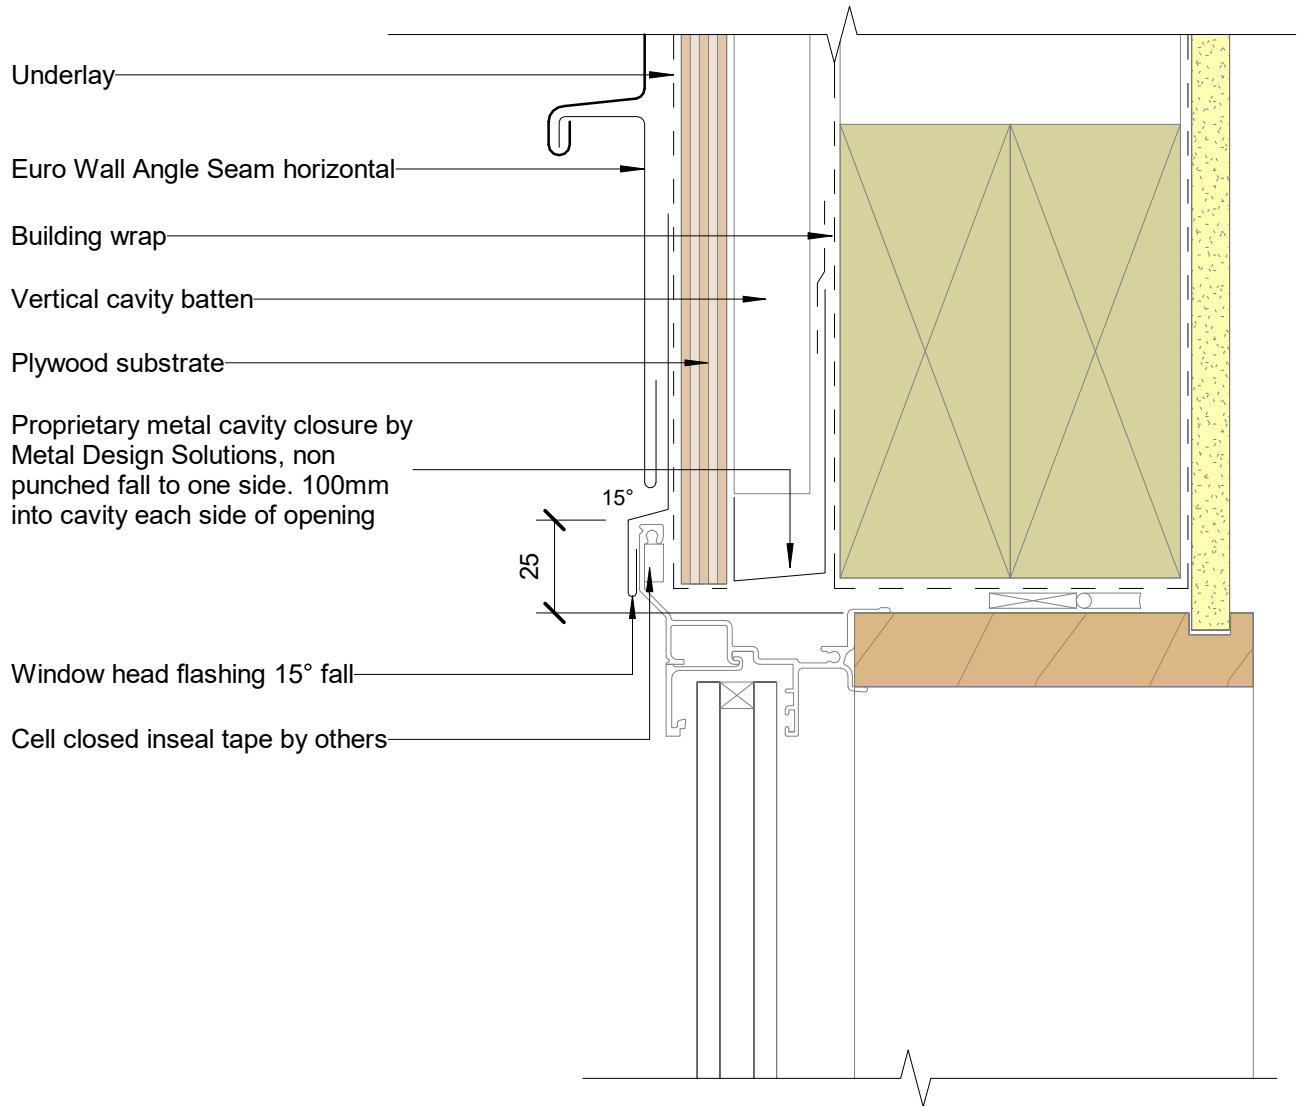 Underlay
Euro Wall Angle Seam horizontal
Building wrap
Vertical cavity batten
Plywood substrate
Proprietary metal cavity closure by
Metal Design Solutions, non
punched fall to one side. 100mm
into cavity each side of opening
15°
25
Window head flashing 15° fall
Cell closed inseal tape by others